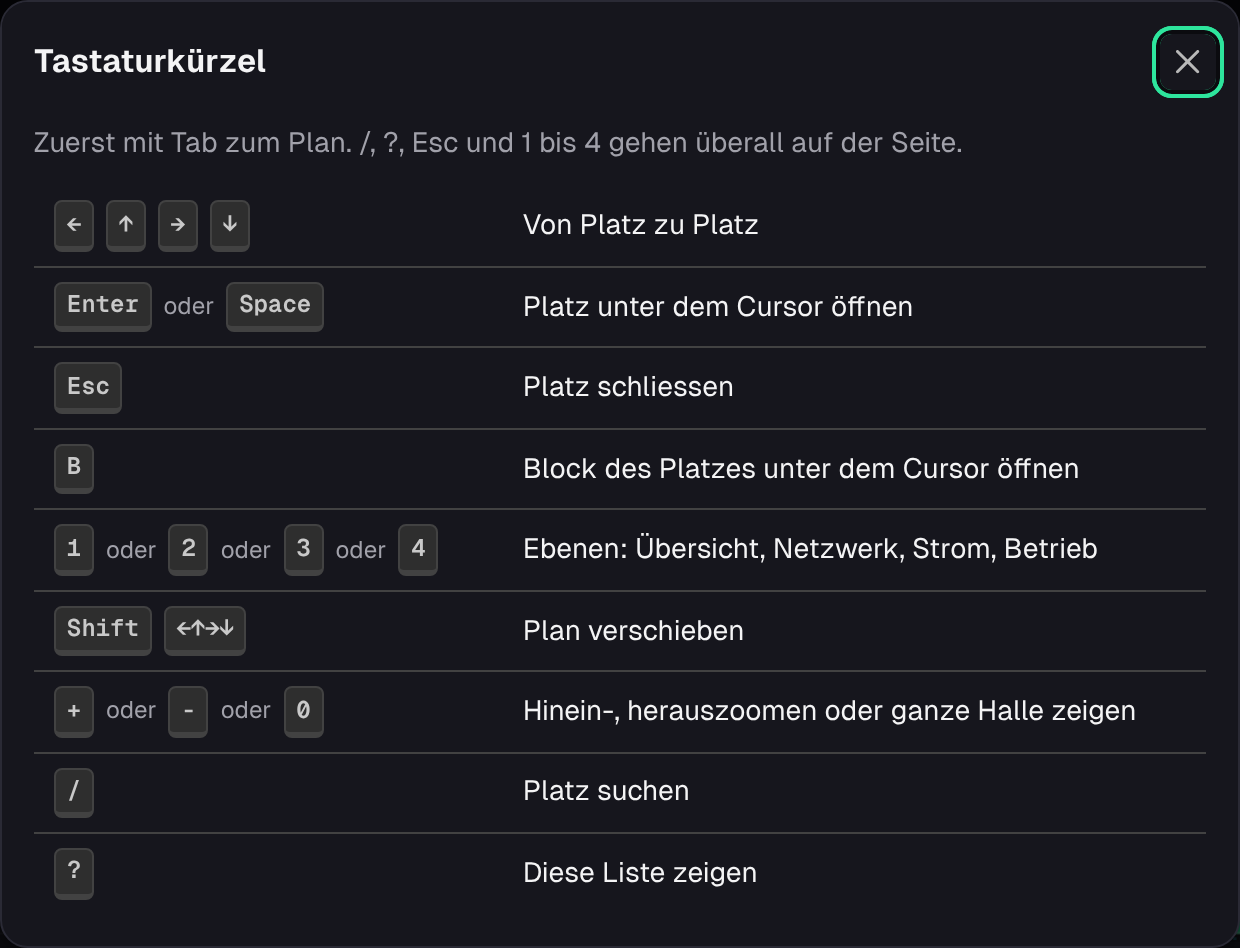 Tastaturkürzel
Zuerst mit Tab zum Plan. /, ?, Esc und 1 bis 4 gehen überall auf der Seite.
← ↑ → ↓ Von Platz zu Platz
Enter oder Space Platz unter dem Cursor öffnen
Esc Platz schliessen
B Block des Platzes unter dem Cursor öffnen
1 oder 2 oder 3 oder 4 Ebenen: Übersicht, Netzwerk, Strom, Betrieb
Shift ←↑→↓ Plan verschieben
+ oder - oder 0 Hinein-, herauszoomen oder ganze Halle zeigen
/ Platz suchen
? Diese Liste zeigen